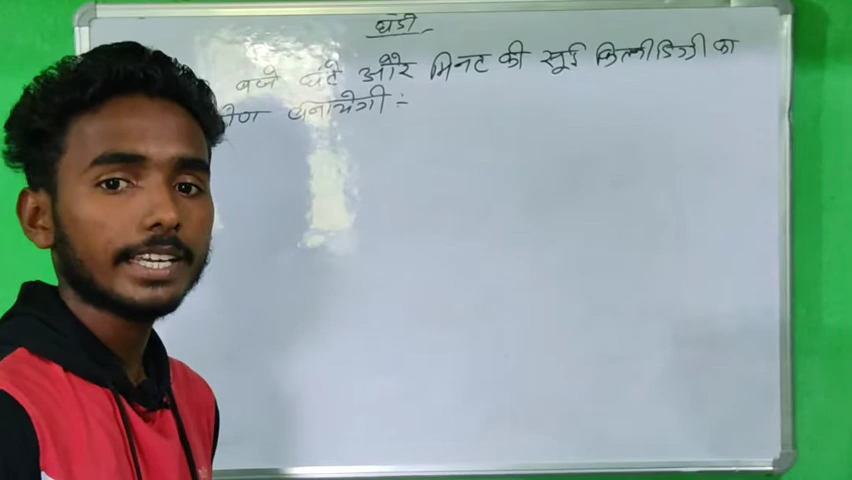 घड़ी
बजे घंटे और मिनट की सूई कितनी डिग्री का
कोण बनायेगी :-